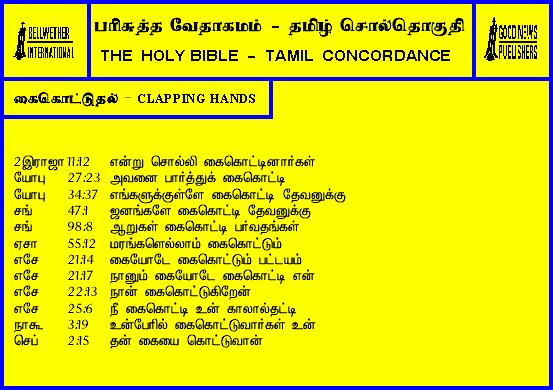 BELLWETHER
INTERNATIONAL
பரிசுத்த வேதாகமம் - தமிழ் சொல்தொகுதி
THE HOLY BIBLE - TAMIL CONCORDANCE
GOOD NEWS
PUBLISHERS
கைகொட்டுதல் - CLAPPING HANDS
2இராஜா 11:12 என்று சொல்லி கைகொட்டினார்கள்
யோபு 27:23 அவனை பார்த்துக் கைகொட்டி
யோபு 34:37 எங்களுக்குள்ளே கைகொட்டி தேவனுக்கு
சங் 47:1 ஜனங்களே கைகொட்டி தேவனுக்கு
சங் 98:8 ஆறுகள் கைகொட்டி பர்வதங்கள்
ஏசா 55:12 மரங்களெல்லாம் கைகொட்டும்
எசே 21:14 கையோடே கைகொட்டும் பட்டயம்
எசே 21:17 நானும் கையோடே கைகொட்டி என்
எசே 22:13 நான் கைகொட்டுகிறேன்
எசே 25:6 நீ கைகொட்டி உன் காலால்தட்டி
நாகூ 3:19 உன்பேரில் கைகொட்டுவார்கள் உன்
செப் 2:15 தன் கையை கொட்டுவான்